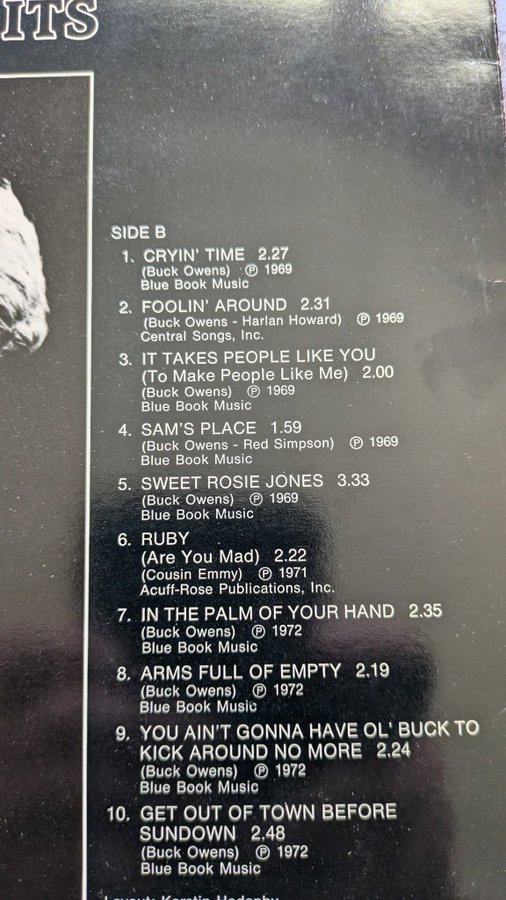 ITS
SIDE B
1. CRYIN' TIME 2.27
(Buck Owens) ℗ 1969
Blue Book Music
2. FOOLIN' AROUND 2.31
(Buck Owens - Harlan Howard) ℗ 1969
Central Songs, Inc.
3. IT TAKES PEOPLE LIKE YOU
(To Make People Like Me) 2.00
(Buck Owens) ℗ 1969
Blue Book Music
4. SAM'S PLACE 1.59
(Buck Owens - Red Simpson) ℗ 1969
Blue Book Music
5. SWEET ROSIE JONES 3.33
(Buck Owens) ℗ 1969
Blue Book Music
6. RUBY
(Are You Mad) 2.22
(Cousin Emmy) ℗ 1971
Acuff-Rose Publications, Inc.
7. IN THE PALM OF YOUR HAND 2.35
(Buck Owens) ℗ 1972
Blue Book Music
8. ARMS FULL OF EMPTY 2.19
(Buck Owens) ℗ 1972
Blue Book Music
9. YOU AIN'T GONNA HAVE OL' BUCK TO
KICK AROUND NO MORE 2.24
(Buck Owens) ℗ 1972
Blue Book Music
10. GET OUT OF TOWN BEFORE
SUNDOWN 2.48
(Buck Owens) ℗ 1972
Blue Book Music
Layout: Kerstin